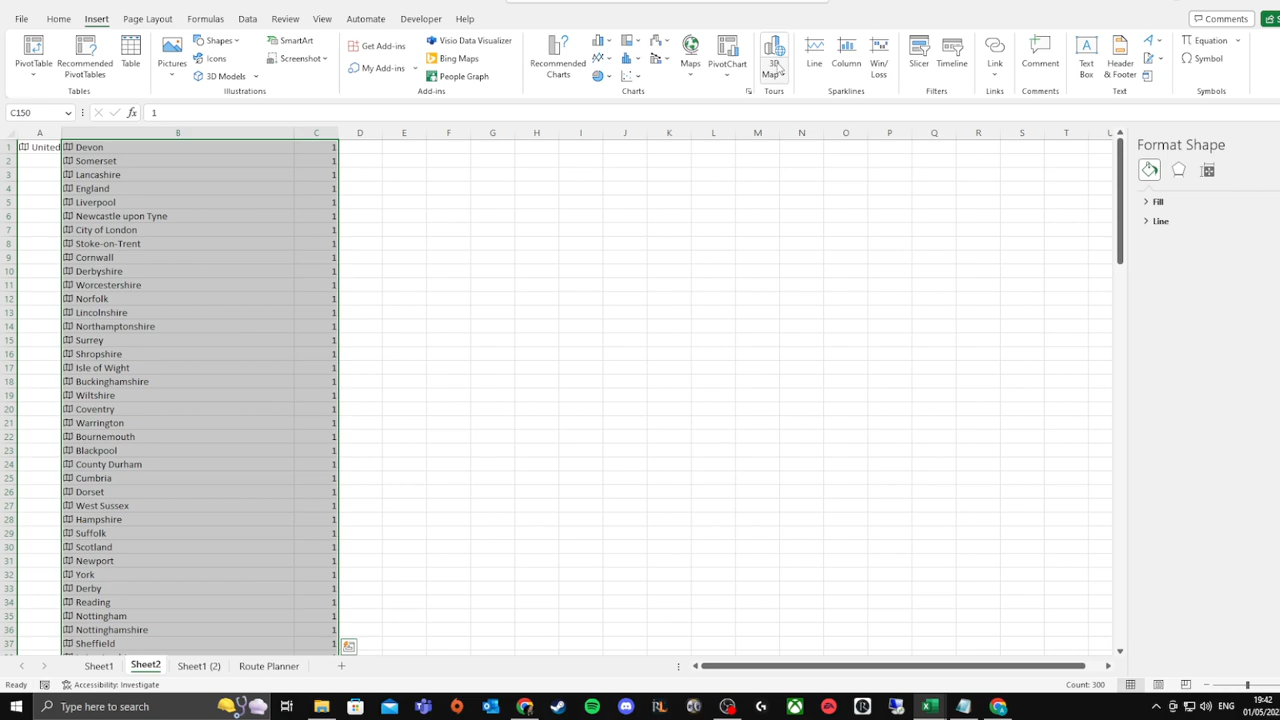 File Home Insert Page Layout Formulas Data Review View Automate Developer Help Comments
PivotTable Recommended PivotTables Table Tables
Pictures Shapes Icons 3D Models SmartArt Screenshot Illustrations
Get Add-ins My Add-ins Visio Data Visualizer Bing Maps People Graph Add-ins
Recommended Charts Maps PivotChart Charts
3D Map Tours
Line Column Win/Loss Sparklines
Slicer Timeline Filters
Link Links
Comment Comments
Text Box Header & Footer Text
Equation Symbol Symbols
C150 fx 1
A B C D E F G H I J K L M N O P Q R S T U
1 United Devon 1
2 Somerset 1
3 Lancashire 1
4 England 1
5 Liverpool 1
6 Newcastle upon Tyne 1
7 City of London 1
8 Stoke-on-Trent 1
9 Cornwall 1
10 Derbyshire 1
11 Worcestershire 1
12 Norfolk 1
13 Lincolnshire 1
14 Northamptonshire 1
15 Surrey 1
16 Shropshire 1
17 Isle of Wight 1
18 Buckinghamshire 1
19 Wiltshire 1
20 Coventry 1
21 Warrington 1
22 Bournemouth 1
23 Blackpool 1
24 County Durham 1
25 Cumbria 1
26 Dorset 1
27 West Sussex 1
28 Hampshire 1
29 Suffolk 1
30 Scotland 1
31 Newport 1
32 York 1
33 Derby 1
34 Reading 1
35 Nottingham 1
36 Nottinghamshire 1
37 Sheffield 1
Format Shape
Fill
Line
Sheet1 Sheet2 Sheet1 (2) Route Planner
Ready Accessibility: Investigate Count: 300
Type here to search ENG 19:42
01/05/202